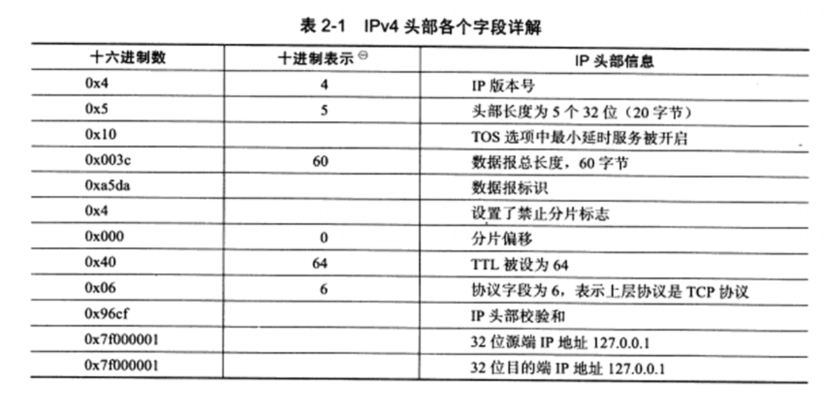 表 2-1 IPv4 头部各个字段详解
十六进制数 十进制表示㊀ IP 头部信息
0x4 4 IP 版本号
0x5 5 头部长度为 5 个 32 位（20 字节）
0x10 TOS 选项中最小延时服务被开启
0x003c 60 数据报总长度，60 字节
0xa5da 数据报标识
0x4 设置了禁止分片标志
0x000 0 分片偏移
0x40 64 TTL 被设为 64
0x06 6 协议字段为 6，表示上层协议是 TCP 协议
0x96cf IP 头部校验和
0x7f000001 32 位源端 IP 地址 127.0.0.1
0x7f000001 32 位目的端 IP 地址 127.0.0.1